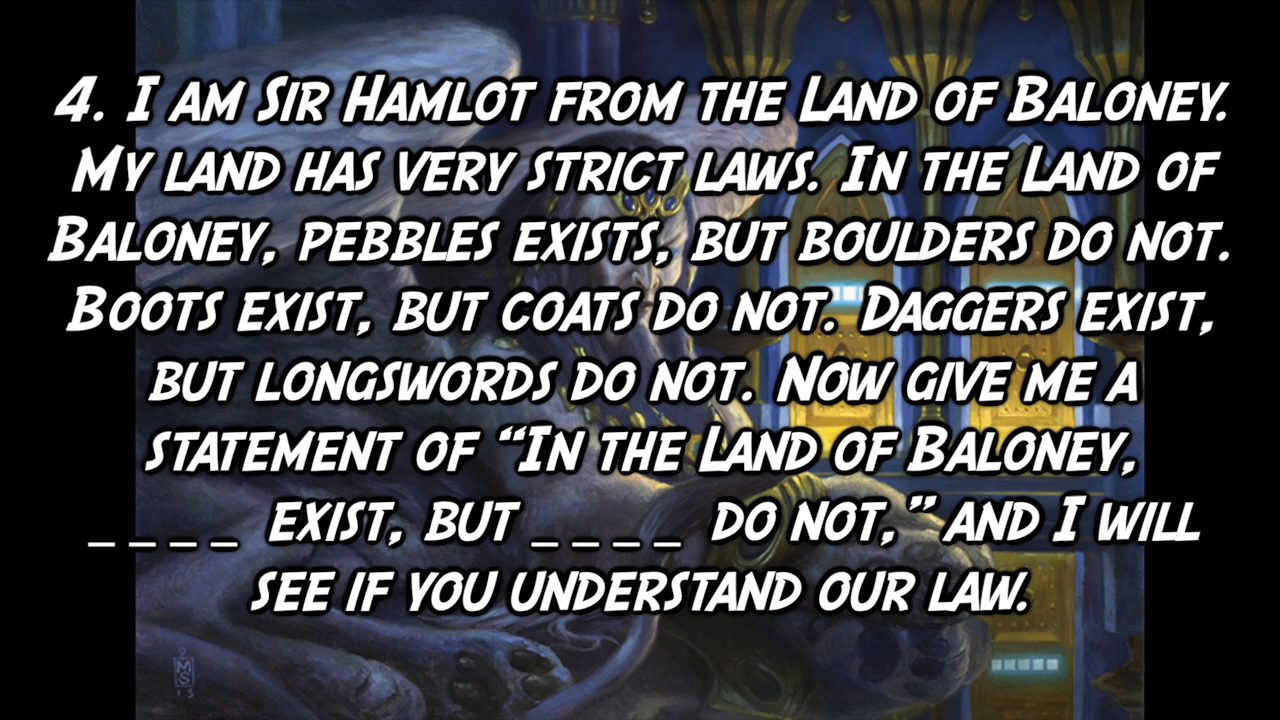 4. I am Sir Hamlot from the Land of Baloney.
My land has very strict laws. In the Land of
Baloney, pebbles exists, but boulders do not.
Boots exist, but coats do not. Daggers exist,
but longswords do not. Now give me a
statement of “In the Land of Baloney,
_ _ _ _ exist, but _ _ _ _ do not,” and I will
see if you understand our law.
MS
'15